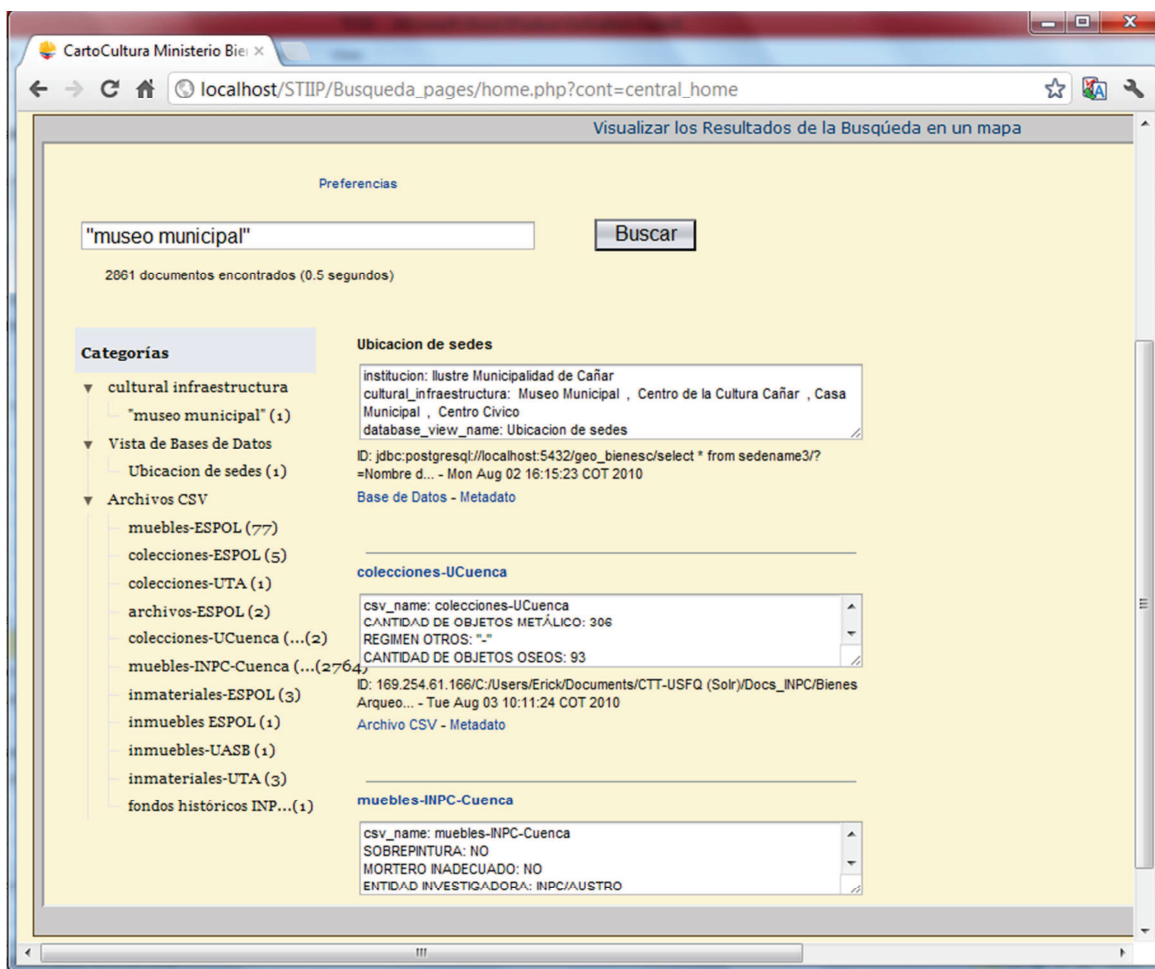 CartoCultura Ministerio Bie
localhost/STIIP/Busqueda_pages/home.php?cont=central_home
Visualizar los Resultados de la Busqúeda en un mapa
Preferencias
"museo municipal"
Buscar
2861 documentos encontrados (0.5 segundos)
Categorías
cultural infraestructura
"museo municipal" (1)
Vista de Bases de Datos
Ubicacion de sedes (1)
Archivos CSV
muebles-ESPOL (77)
colecciones-ESPOL (5)
colecciones-UTA (1)
archivos-ESPOL (2)
colecciones-UCuenca (...(2)
muebles-INPC-Cuenca (...(2764)
inmateriales-ESPOL (3)
inmuebles ESPOL (1)
inmuebles-UASB (1)
inmateriales-UTA (3)
fondos históricos INP...(1)
Ubicacion de sedes
institucion: Ilustre Municipalidad de Cañar
cultural_infraestructura: Museo Municipal , Centro de la Cultura Cañar , Casa
Municipal , Centro Civico
database_view_name: Ubicacion de sedes
ID: jdbc:postgresql://localhost:5432/geo_bienesc/select * from sedename3/?
=Nombre d... - Mon Aug 02 16:15:23 COT 2010
Base de Datos - Metadato
colecciones-UCuenca
csv_name: colecciones-UCuenca
CANTIDAD DE OBJETOS METÁLICO: 306
REGIMEN OTROS: "-"
CANTIDAD DE OBJETOS OSEOS: 93
ID: 169.254.61.166/C:/Users/Erick/Documents/CTT-USFQ (Solr)/Docs_INPC/Bienes
Arqueo... - Tue Aug 03 10:11:24 COT 2010
Archivo CSV - Metadato
muebles-INPC-Cuenca
csv_name: muebles-INPC-Cuenca
SOBREPINTURA: NO
MORTERO INADECUADO: NO
ENTIDAD INVESTIGADORA: INPC/AUSTRO